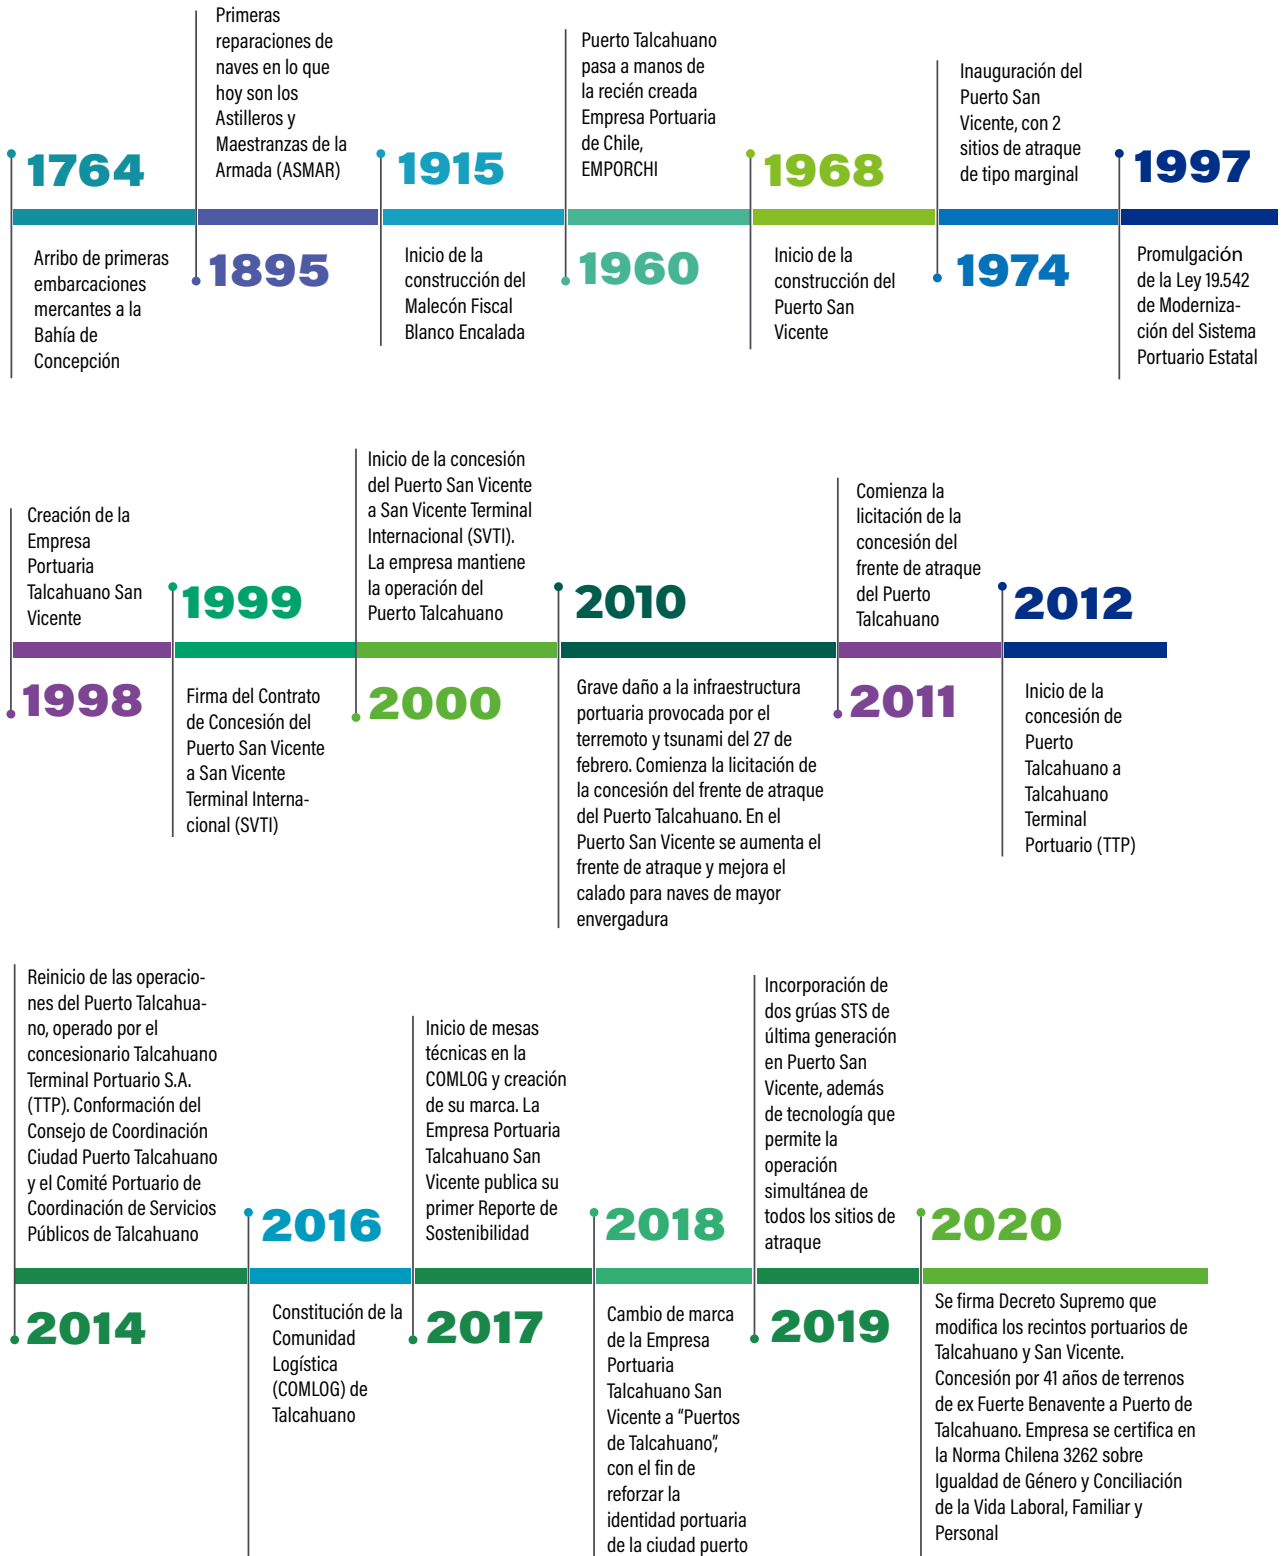 1764
Arribo de primeras
embarcaciones
mercantes a la
Bahía de
Concepción
Primeras
reparaciones de
naves en lo que
hoy son los
Astilleros y
Maestranzas de la
Armada (ASMAR)
1895
1915
Inicio de la
construcción del
Malecón Fiscal
Blanco Encalada
Puerto Talcahuano
pasa a manos de
la recién creada
Empresa Portuaria
de Chile,
EMPORCHI
1960
1968
Inicio de la
construcción del
Puerto San
Vicente
Inauguración del
Puerto San
Vicente, con 2
sitios de atraque
de tipo marginal
1974
1997
Promulgación
de la Ley 19.542
de Moderniza-
ción del Sistema
Portuario Estatal
Creación de la
Empresa
Portuaria
Talcahuano San
Vicente
1998
1999
Firma del Contrato
de Concesión del
Puerto San Vicente
a San Vicente
Terminal Interna-
cional (SVTI)
Inicio de la concesión
del Puerto San Vicente
a San Vicente Terminal
Internacional (SVTI).
La empresa mantiene
la operación del
Puerto Talcahuano
2000
2010
Grave daño a la infraestructura
portuaria provocada por el
terremoto y tsunami del 27 de
febrero. Comienza la licitación de
la concesión del frente de atraque
del Puerto Talcahuano. En el
Puerto San Vicente se aumenta el
frente de atraque y mejora el
calado para naves de mayor
envergadura
Comienza la
licitación de la
concesión del
frente de atraque
del Puerto
Talcahuano
2011
2012
Inicio de la
concesión de
Puerto
Talcahuano a
Talcahuano
Terminal
Portuario (TTP)
Reinicio de las operacio-
nes del Puerto Talcahua-
no, operado por el
concesionario Talcahuano
Terminal Portuario S.A.
(TTP). Conformación del
Consejo de Coordinación
Ciudad Puerto Talcahuano
y el Comité Portuario de
Coordinación de Servicios
Públicos de Talcahuano
2014
2016
Constitución de la
Comunidad
Logística
(COMLOG) de
Talcahuano
Inicio de mesas
técnicas en la
COMLOG y creación
de su marca. La
Empresa Portuaria
Talcahuano San
Vicente publica su
primer Reporte de
Sostenibilidad
2017
2018
Cambio de marca
de la Empresa
Portuaria
Talcahuano San
Vicente a “Puertos
de Talcahuano”,
con el fin de
reforzar la
identidad portuaria
de la ciudad puerto
Incorporación de
dos grúas STS de
última generación
en Puerto San
Vicente, además
de tecnología que
permite la
operación
simultánea de
todos los sitios de
atraque
2019
2020
Se firma Decreto Supremo que
modifica los recintos portuarios de
Talcahuano y San Vicente.
Concesión por 41 años de terrenos
de ex Fuerte Benavente a Puerto de
Talcahuano. Empresa se certifica en
la Norma Chilena 3262 sobre
Igualdad de Género y Conciliación
de la Vida Laboral, Familiar y
Personal